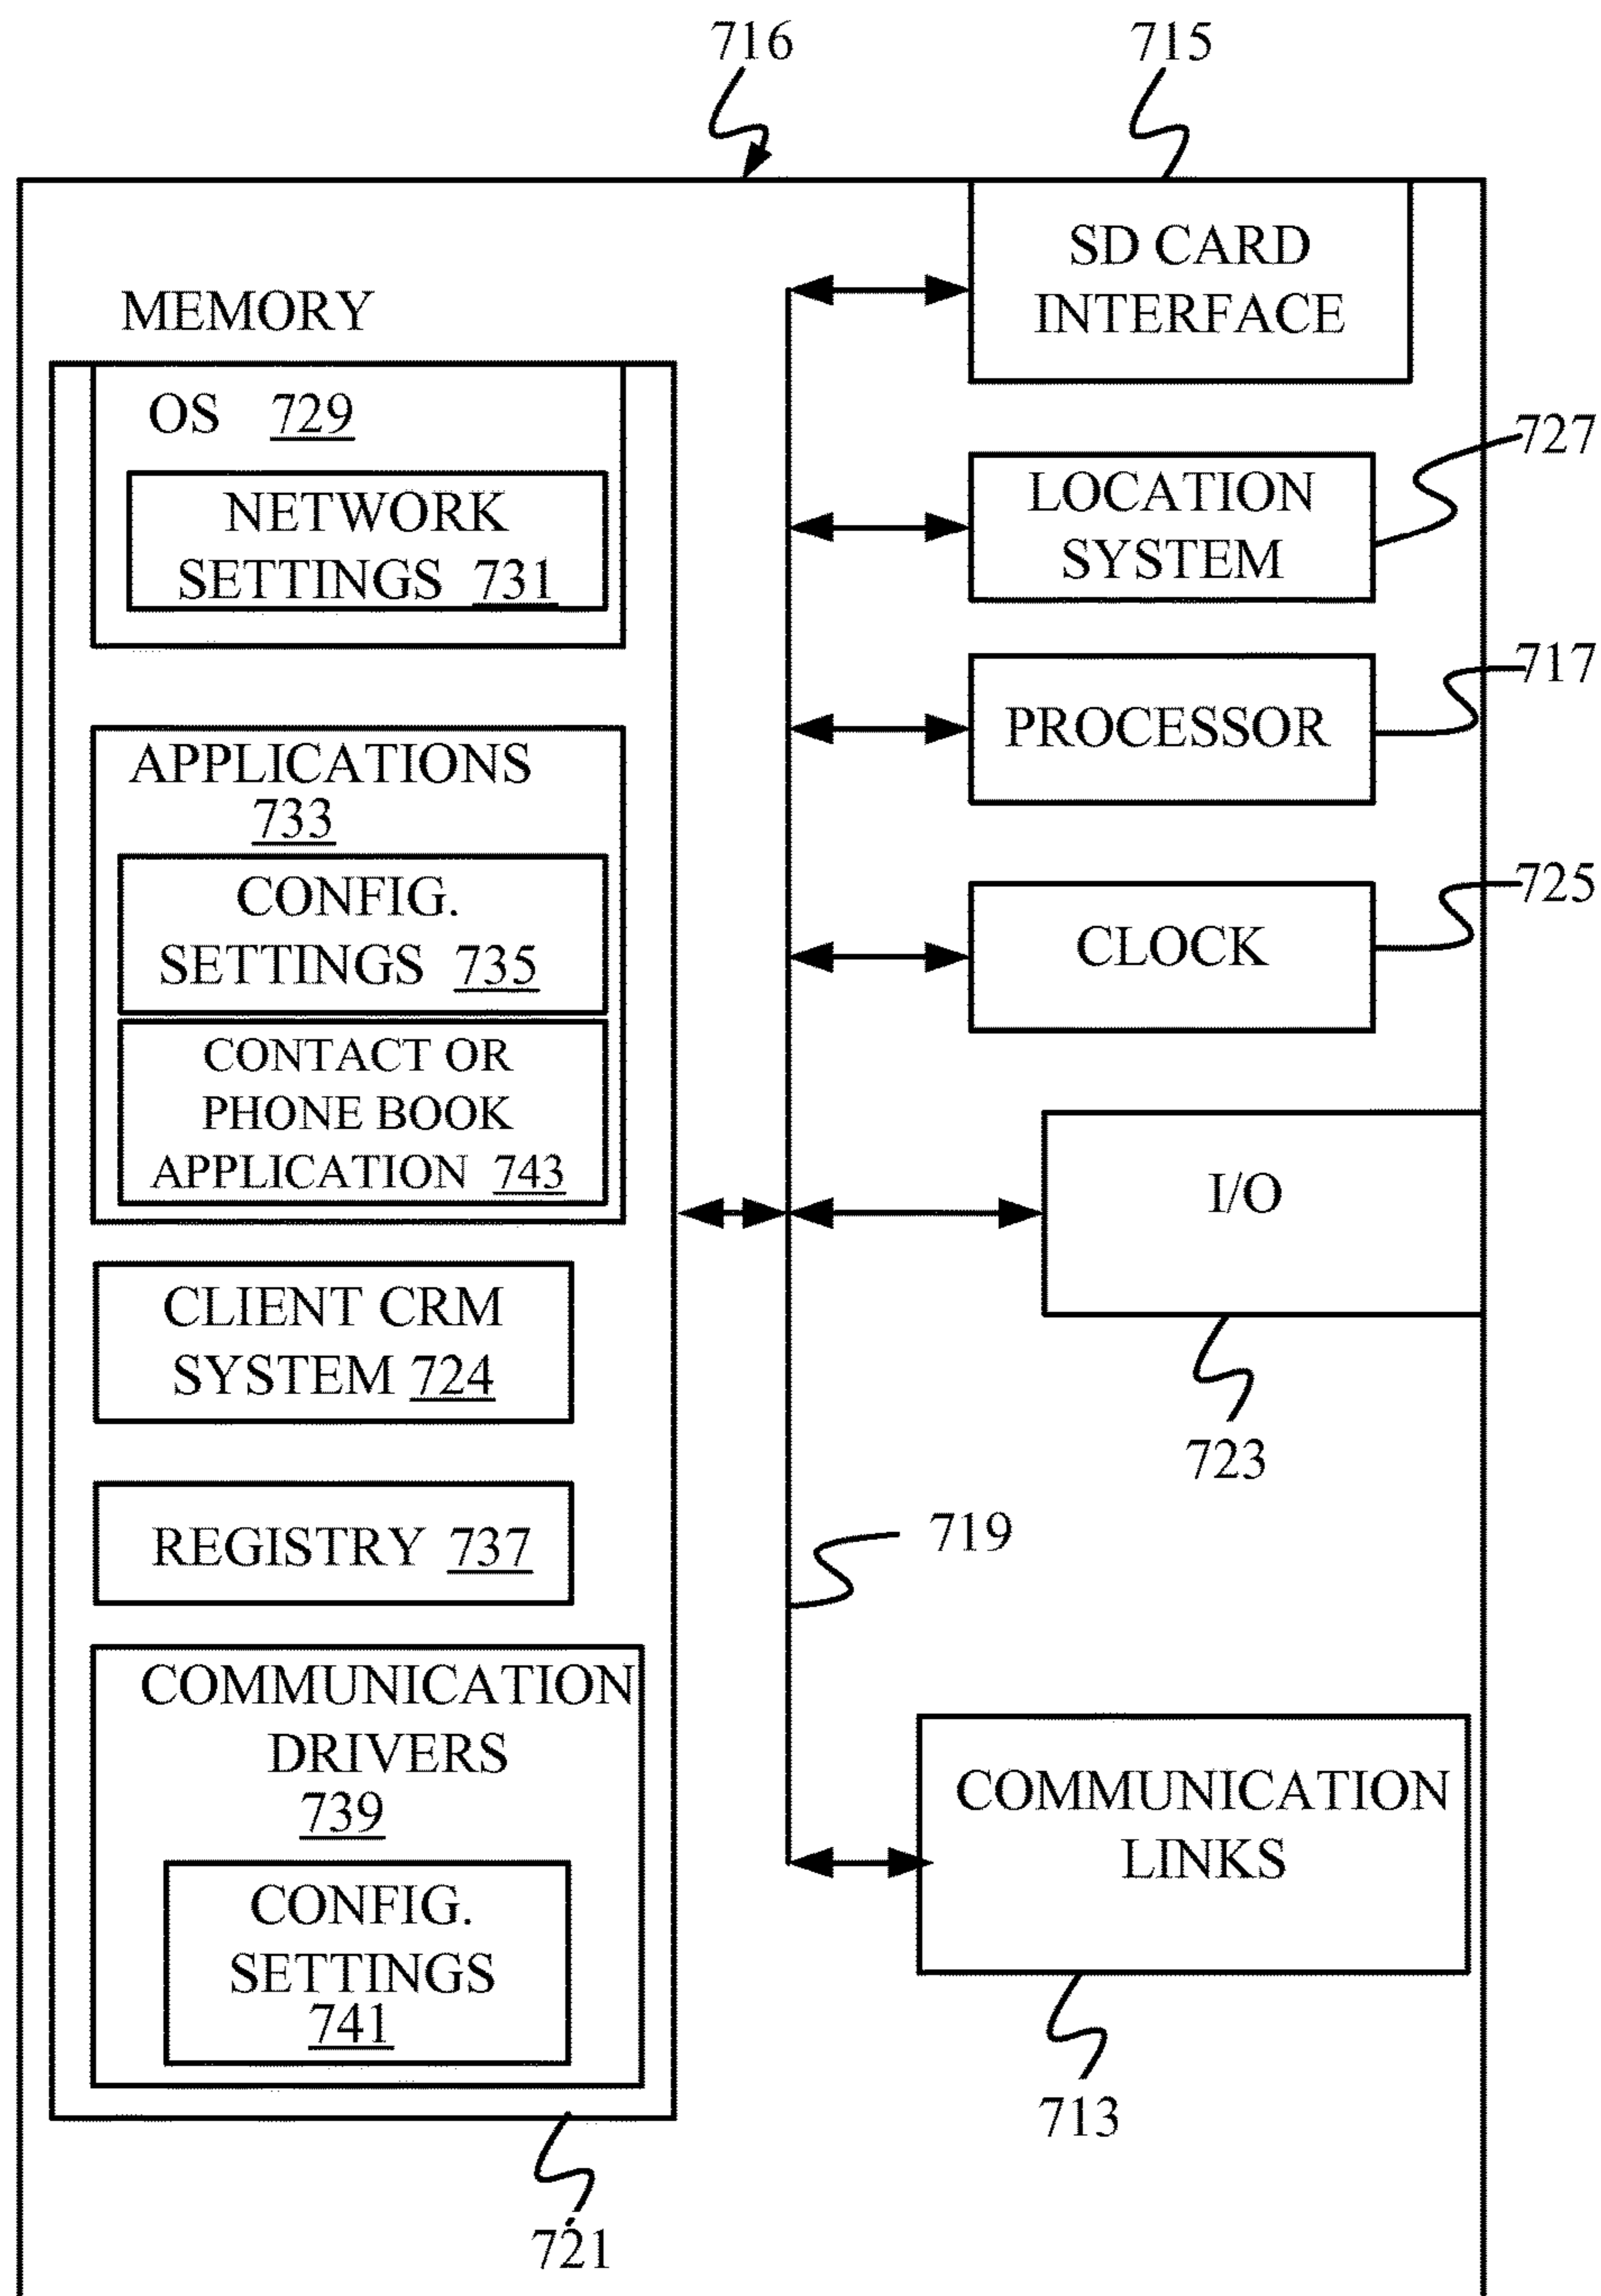 716
715
SD CARD
INTERFACE
MEMORY
OS 729
NETWORK
SETTINGS 731
727
LOCATION
SYSTEM
717
PROCESSOR
APPLICATIONS
733
CONFIG.
SETTINGS 735
725
CLOCK
CONTACT OR
PHONE BOOK
APPLICATION 743
I/O
723
CLIENT CRM
SYSTEM 724
REGISTRY 737
719
COMMUNICATION
DRIVERS
739
CONFIG.
SETTINGS
741
COMMUNICATION
LINKS
713
721